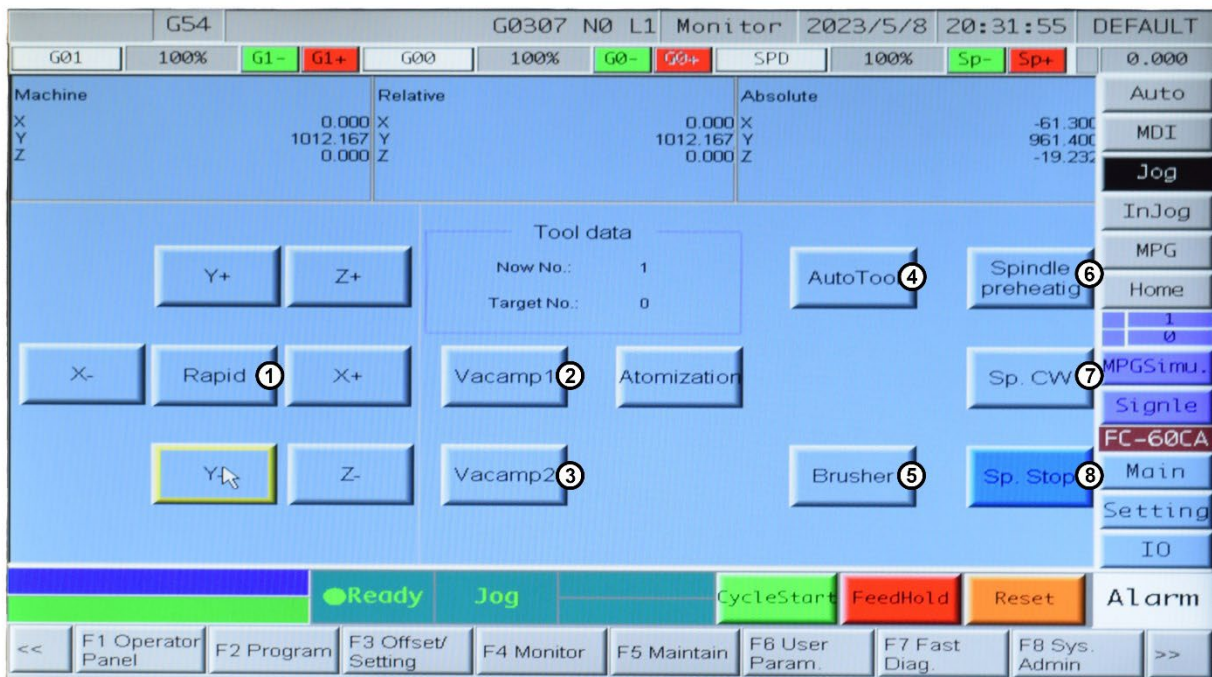 G54 G0307 N0 L1 Monitor 2023/5/8 20:31:55 DEFAULT
G01 100% G1- G1+ G00 100% G0- G0+ SPD 100% Sp- Sp+ 0.000
Machine Relative Absolute
X 0.000 X 0.000 X -61.300
Y 1012.167 Y 1012.167 Y 961.400
Z 0.000 Z 0.000 Z -19.232
Auto
MDI
Jog
InJog
MPG
Home
1
0
MPGSimu.
Signle
FC-60CA
Main
Setting
IO
Tool data
Now No.: 1
Target No.: 0
Y+ Z+ AutoTool 4 Spindle
preheatig 6
X- Rapid 1 X+ Vacamp1 2 Atomization Sp. CW 7
Y- Z- Vacamp2 3 Brusher 5 Sp. Stop 8
Ready Jog CycleStart FeedHold Reset Alarm
<< F1 Operator
Panel
F2 Program
F3 Offset/
Setting
F4 Monitor
F5 Maintain
F6 User
Param.
F7 Fast
Diag.
F8 Sys.
Admin
>>